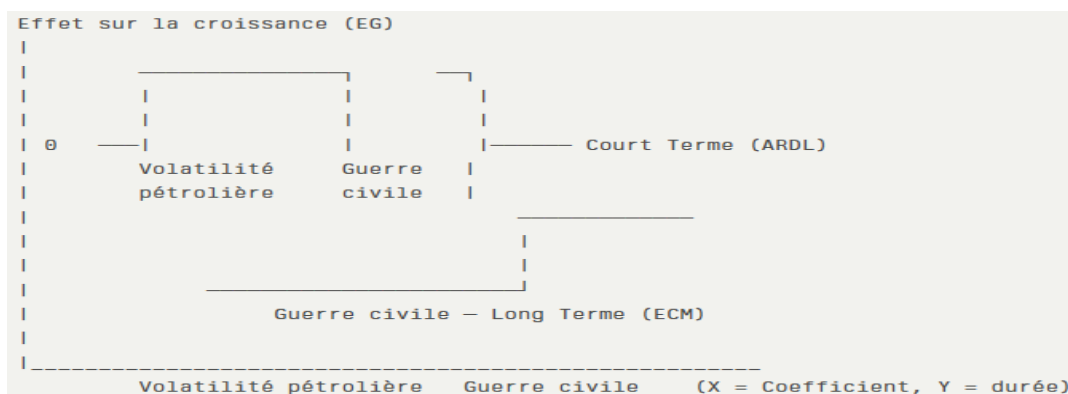 Effet sur la croissance (EG)
0 Court Terme (ARDL)
Volatilité Guerre
pétrolière civile
Guerre civile — Long Terme (ECM)
Volatilité pétrolière Guerre civile (X = Coefficient, Y = durée)